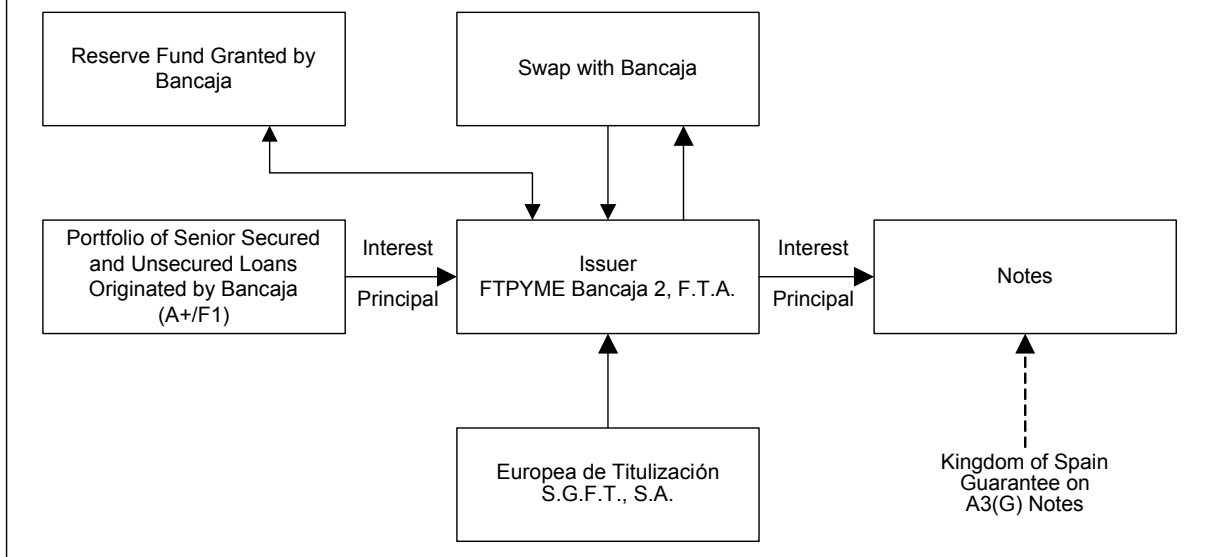 Reserve Fund Granted by
Bancaja
Swap with Bancaja
Portfolio of Senior Secured
and Unsecured Loans
Originated by Bancaja
(A+/F1)
Interest
Principal
Issuer
FTPYME Bancaja 2, F.T.A.
Interest
Principal
Notes
Europea de Titulización
S.G.F.T., S.A.
Kingdom of Spain
Guarantee on
A3(G) Notes